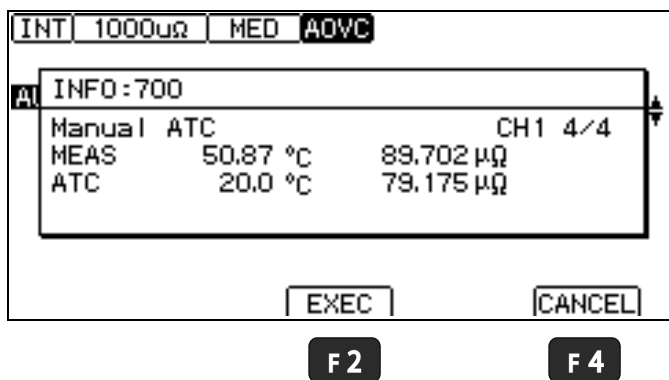 INT 1000uΩ MED AOVC
AU
INFO:700
Manual ATC CH1 4/4
MEAS 50.87 °C 89.702 µΩ
ATC 20.0 °C 79.175 µΩ
EXEC CANCEL
F2 F4